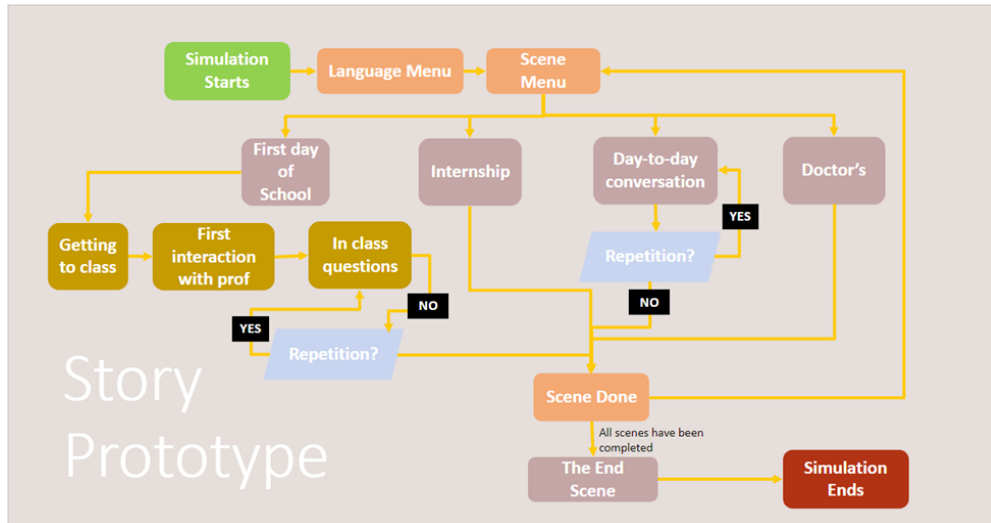 Simulation
Starts
Language Menu
Scene
Menu
First day
of
School
Internship
Day-to-day
conversation
Doctor's
YES
Getting
to class
First
interaction
with prof
In class
questions
Repetition?
NO
NO
YES
Repetition?
Story
Prototype
Scene Done
All scenes have been
completed
The End
Scene
Simulation
Ends